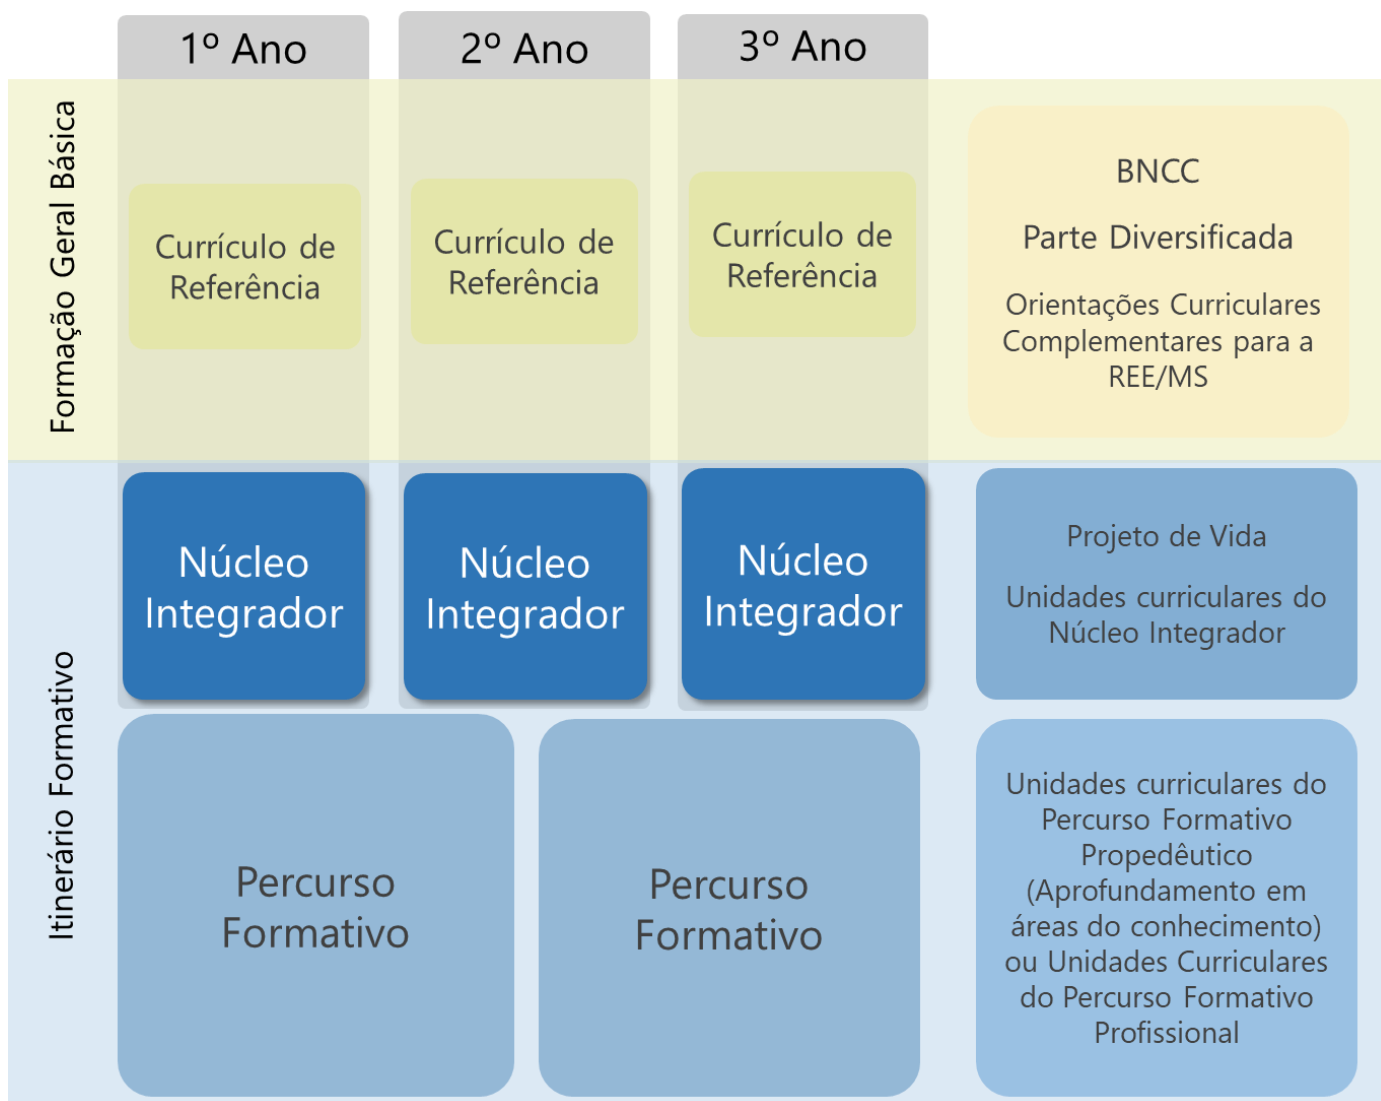 1º Ano
2º Ano
3º Ano
Formação Geral Básica
Currículo de
Referência
Currículo de
Referência
Currículo de
Referência
BNCC
Parte Diversificada
Orientações Curriculares
Complementares para a
REE/MS
Itinerário Formativo
Núcleo
Integrador
Núcleo
Integrador
Núcleo
Integrador
Projeto de Vida
Unidades curriculares do
Núcleo Integrador
Percurso
Formativo
Percurso
Formativo
Unidades curriculares do
Percurso Formativo
Propedêutico
(Aprofundamento em
áreas do conhecimento)
ou Unidades Curriculares
do Percurso Formativo
Profissional